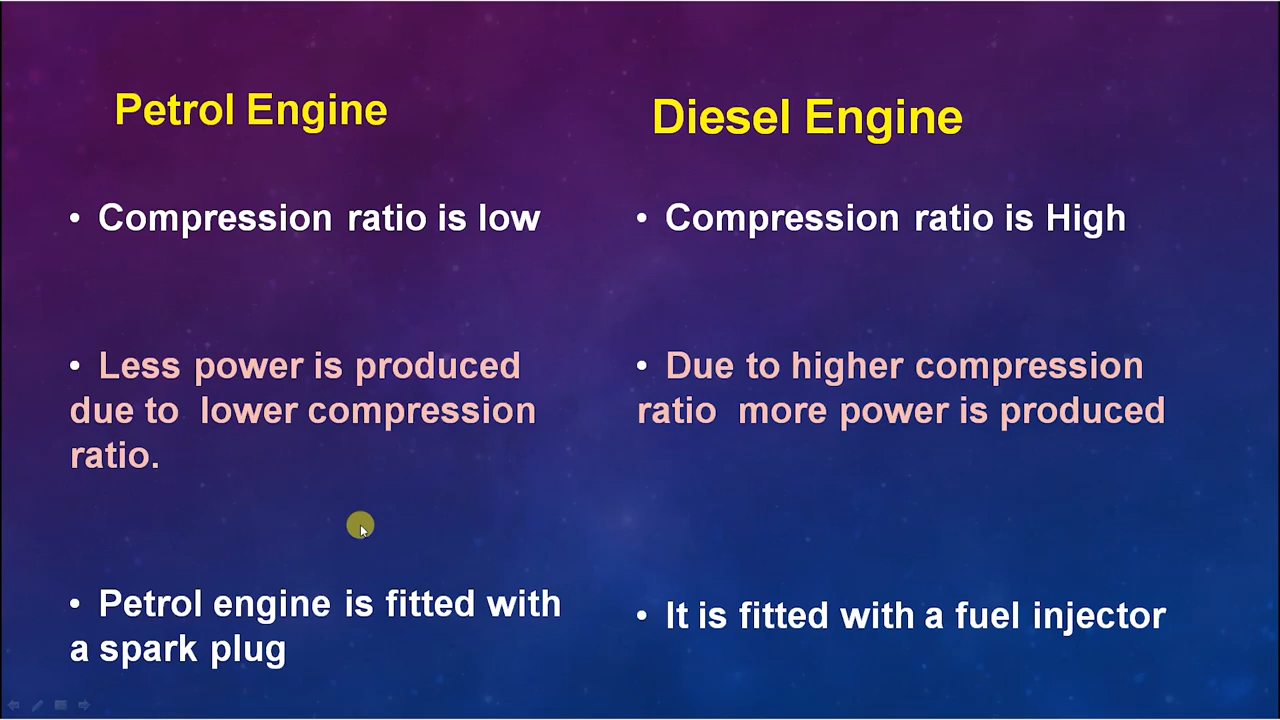 Petrol Engine
• Compression ratio is low
• Less power is produced
due to lower compression
ratio.
• Petrol engine is fitted with
a spark plug
Diesel Engine
• Compression ratio is High
• Due to higher compression
ratio more power is produced
• It is fitted with a fuel injector